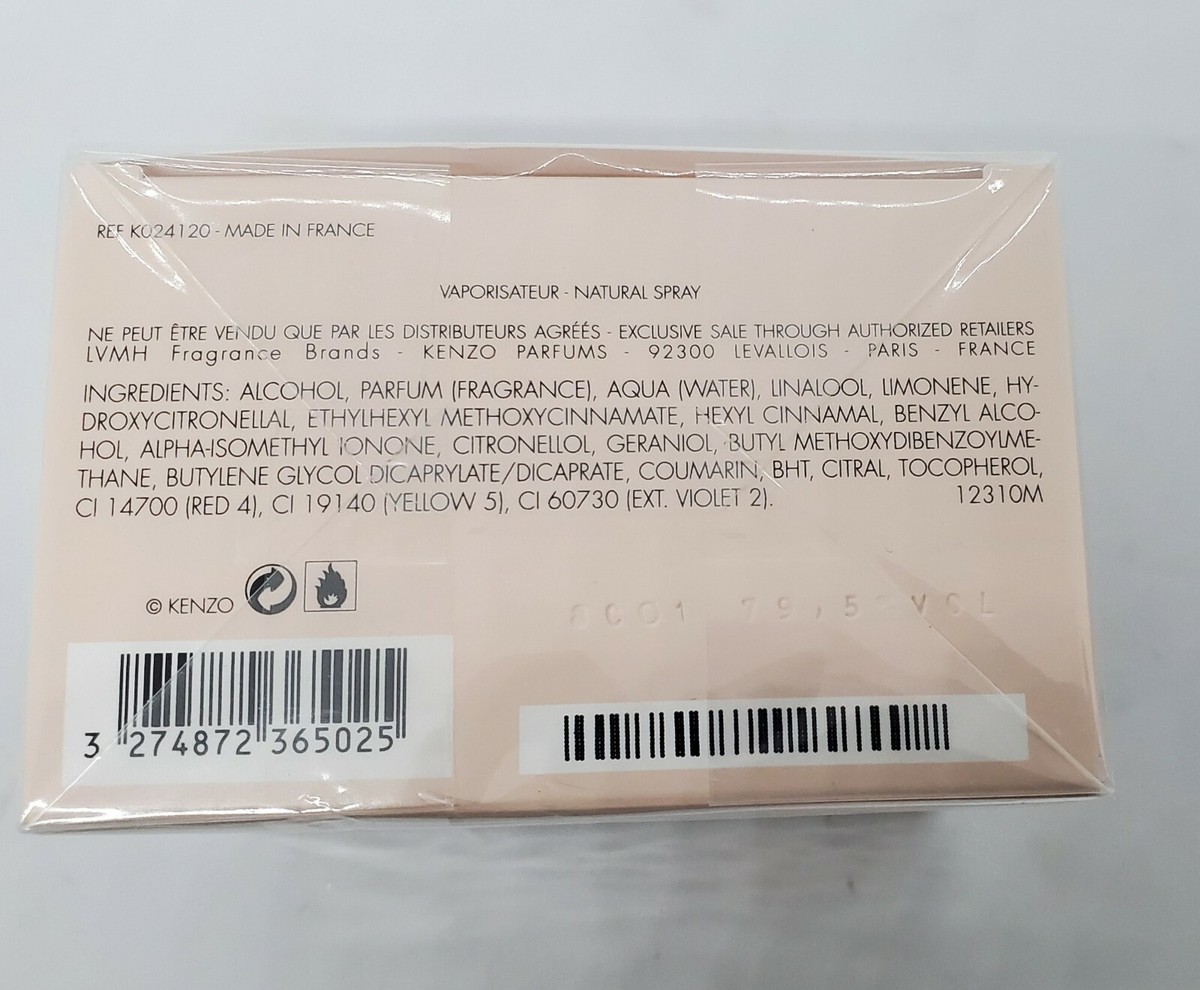 REF K024120 - MADE IN FRANCE
VAPORISATEUR - NATURAL SPRAY
NE PEUT ÊTRE VENDU QUE PAR LES DISTRIBUTEURS AGRÉÉS - EXCLUSIVE SALE THROUGH AUTHORIZED RETAILERS
LVMH Fragrance Brands - KENZO PARFUMS - 92300 LEVALLOIS - PARIS - FRANCE
INGREDIENTS: ALCOHOL, PARFUM (FRAGRANCE), AQUA (WATER), LINALOOL, LIMONENE, HY-
DROXYCITRONELLAL, ETHYLHEXYL METHOXYCINNAMATE, HEXYL CINNAMAL, BENZYL ALCO-
HOL, ALPHA-ISOMETHYL IONONE, CITRONELLOL, GERANIOL, BUTYL METHOXYDIBENZOYLME-
THANE, BUTYLENE GLYCOL DICAPRYLATE/DICAPRATE, COUMARIN, BHT, CITRAL, TOCOPHEROL,
CI 14700 (RED 4), CI 19140 (YELLOW 5), CI 60730 (EXT. VIOLET 2). 12310M
© KENZO
79,5° VOL
3 274872 365025